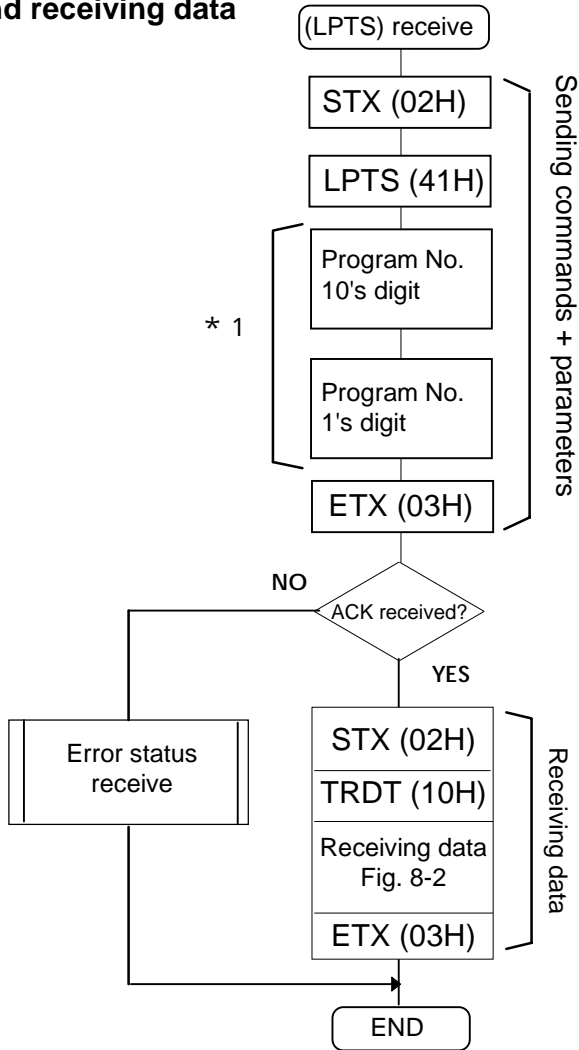 nd receiving data
(LPTS) receive
STX (02H)
LPTS (41H)
Program No.
10's digit
* 1
Program No.
1's digit
ETX (03H)
Sending commands + parameters
NO
ACK received?
YES
Error status
receive
STX (02H)
TRDT (10H)
Receiving data
Fig. 8-2
ETX (03H)
Receiving data
END